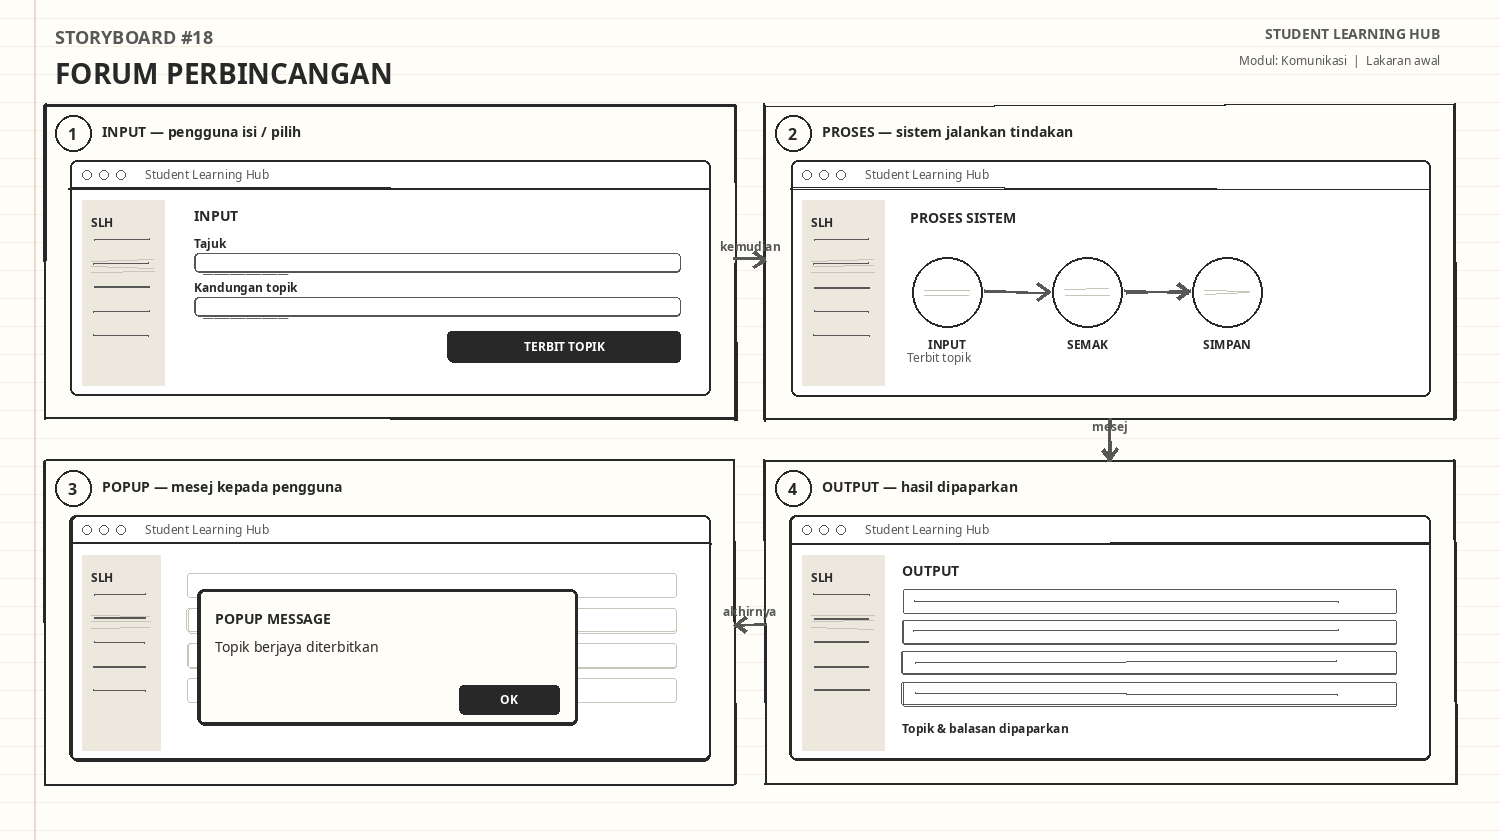 STORYBOARD #18
FORUM PERBINCANGAN
STUDENT LEARNING HUB
Modul: Komunikasi | Lakaran awal
1
INPUT — pengguna isi / pilih
Student Learning Hub
SLH
INPUT
Tajuk
Kandungan topik
TERBIT TOPIK
kemudian
2
PROSES — sistem jalankan tindakan
Student Learning Hub
SLH
PROSES SISTEM
INPUT
Terbit topik
SEMAK
SIMPAN
mesej
3
POPUP — mesej kepada pengguna
Student Learning Hub
SLH
POPUP MESSAGE
Topik berjaya diterbitkan
OK
akhirnya
4
OUTPUT — hasil dipaparkan
Student Learning Hub
SLH
OUTPUT
Topik & balasan dipaparkan